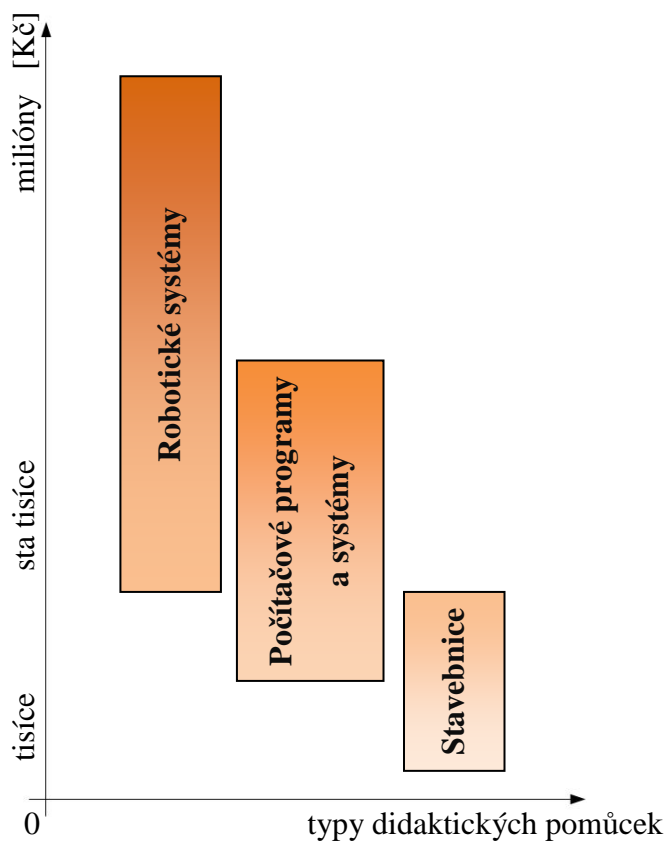 [Kč]
milióny
sta tisíce
tisíce
Robotické systémy
Počítačové programy
a systémy
Stavebnice
0
typy didaktických pomůcek